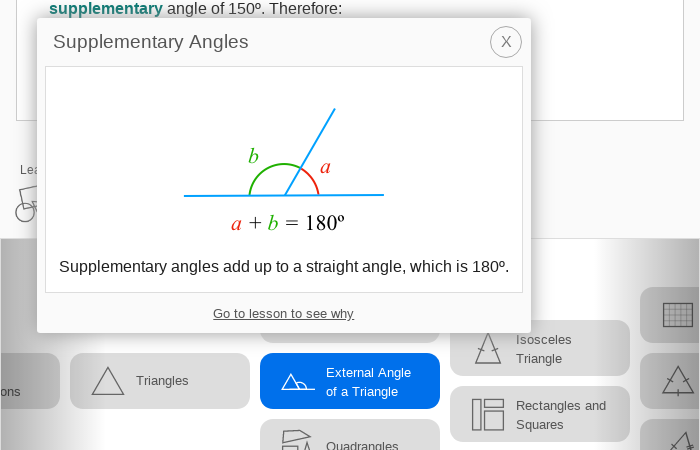 supplementary angle of 150º. Therefore:
Supplementary Angles
X
b
a
a + b = 180º
Supplementary angles add up to a straight angle, which is 180º.
Go to lesson to see why
Lea
ons
Triangles
External Angle
of a Triangle
Isosceles
Triangle
Rectangles and
Squares
Quadrangles